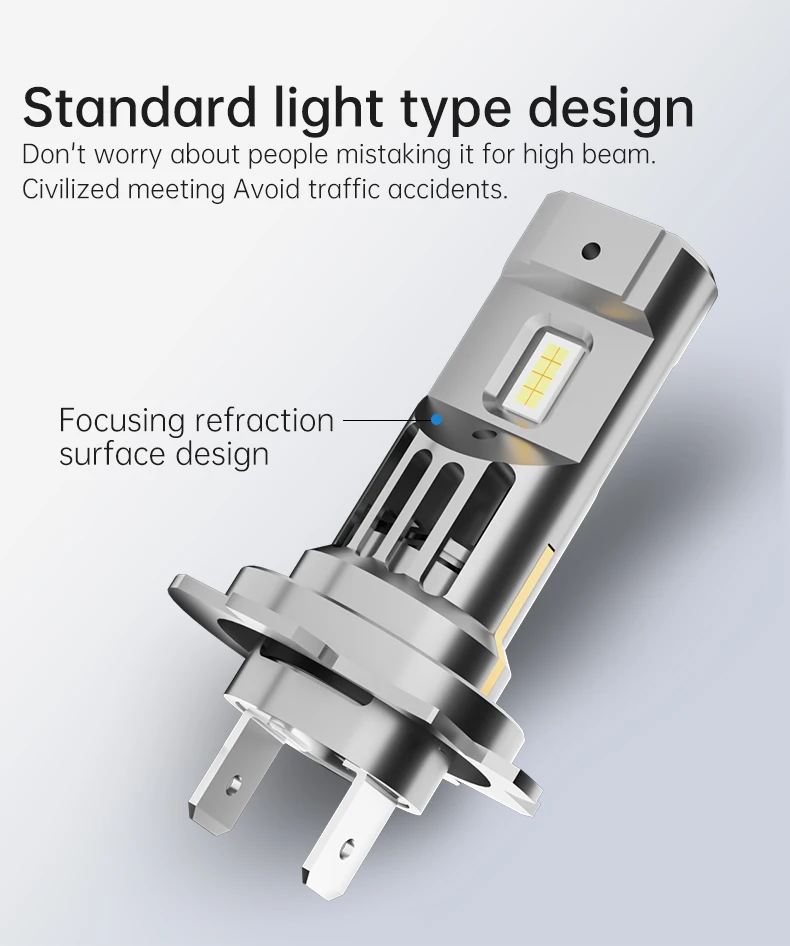 Standard light type design
Don't worry about people mistaking it for high beam.
Civilized meeting Avoid traffic accidents.
Focusing refraction
surface design